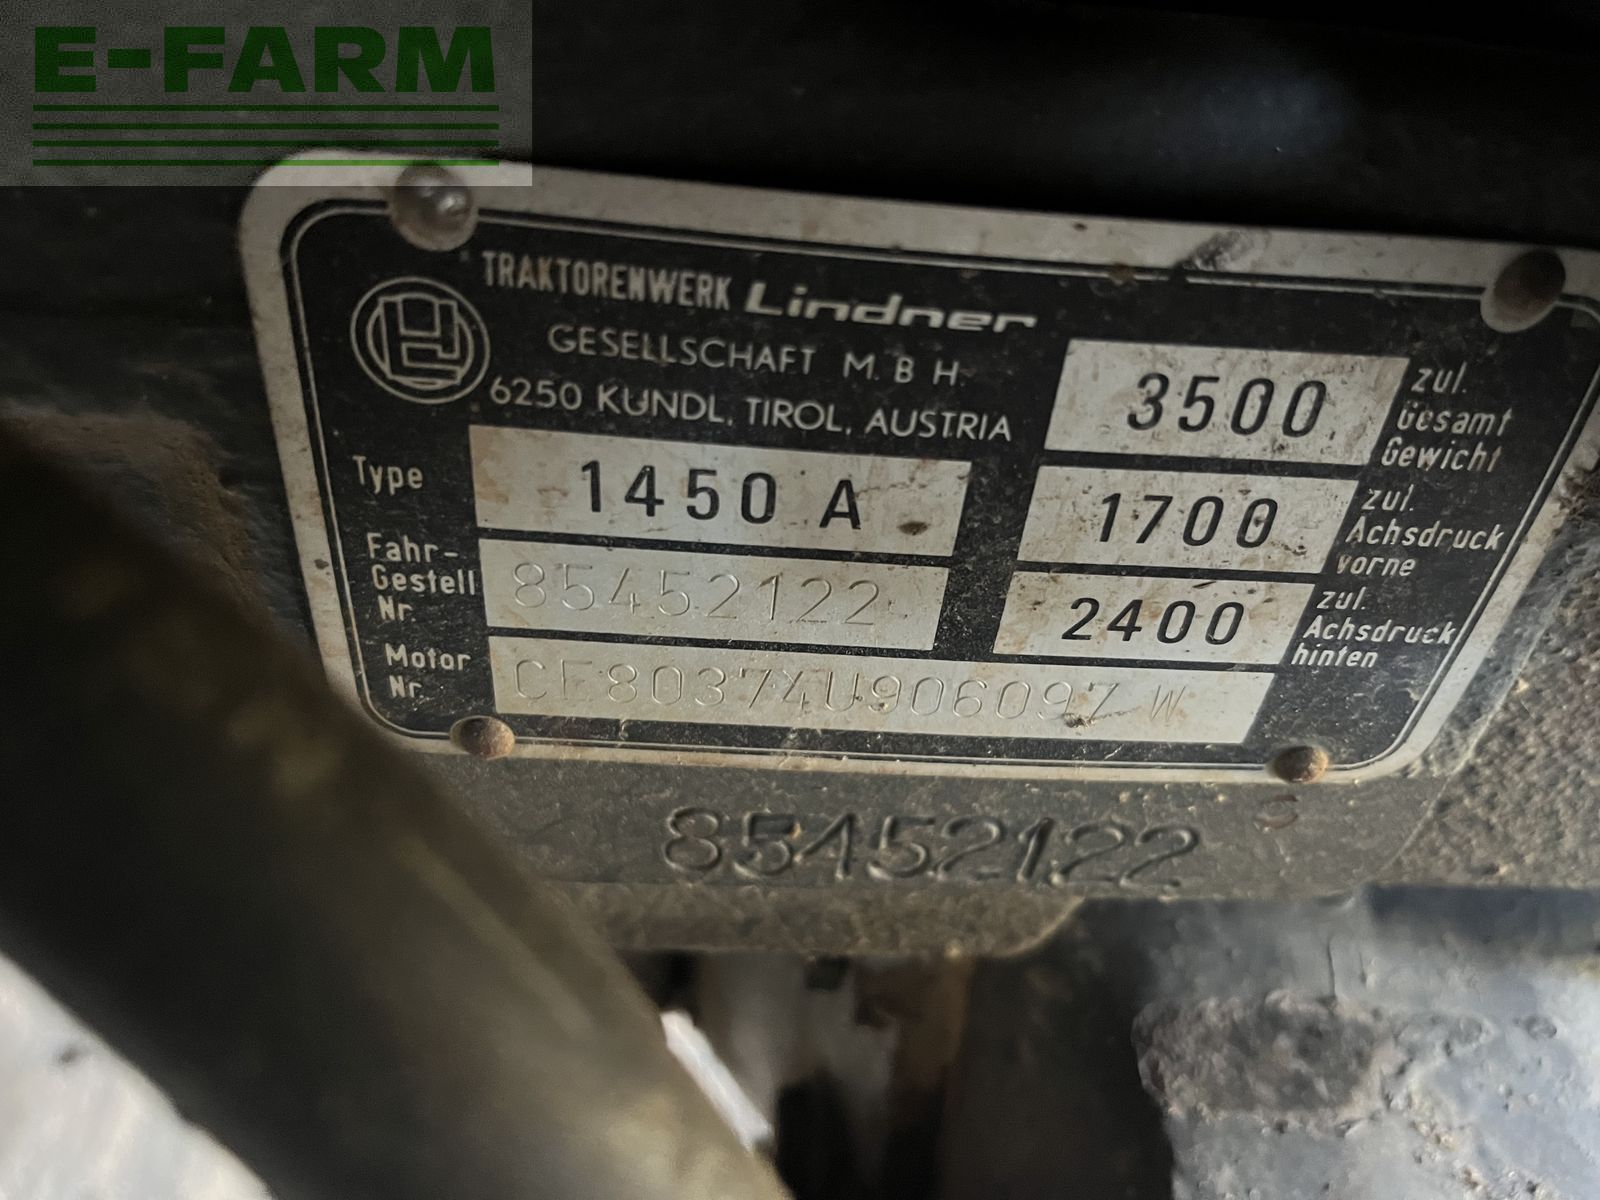 E-FARM
TRAKTORENWERK Lindner
GESELLSCHAFT M. B H.
6250 KUNDL, TIROL, AUSTRIA
Type 1450 A
Fahr-
Gestell
Nr. 85452122
Motor
Nr. CE80374U906097 W
3500 zul.
Gesamt
Gewicht
1700 zul.
Achsdruck
vorne
2400 zul.
Achsdruck
hinten
85452122